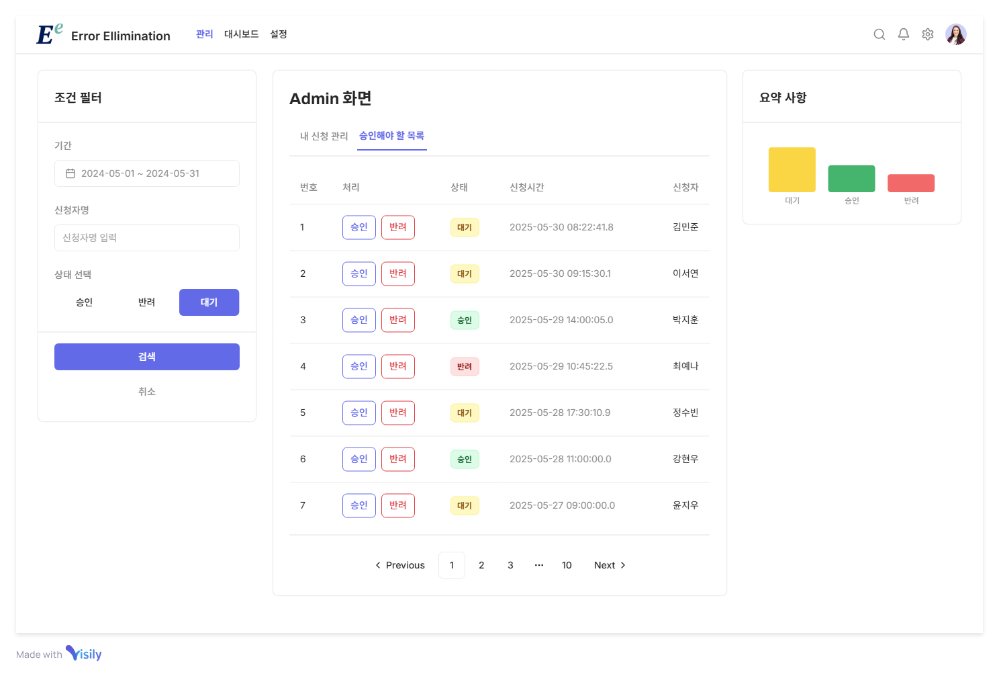 Ee Error Ellimination 관리 대시보드 설정
조건 필터
기간
2024-05-01 ~ 2024-05-31
신청자명
신청자명 입력
상태 선택
승인 반려 대기
검색
취소
Admin 화면
내 신청 관리 승인해야 할 목록
번호 처리 상태 신청시간 신청자
1 승인 반려 대기 2025-05-30 08:22:41.8 김민준
2 승인 반려 대기 2025-05-30 09:15:30.1 이서연
3 승인 반려 승인 2025-05-29 14:00:05.0 박지훈
4 승인 반려 반려 2025-05-29 10:45:22.5 최예나
5 승인 반려 대기 2025-05-28 17:30:10.9 정수빈
6 승인 반려 승인 2025-05-28 11:00:00.0 강현우
7 승인 반려 대기 2025-05-27 09:00:00.0 윤지우
Previous 1 2 3 ··· 10 Next
요약 사항
대기 승인 반려
Made with Visily